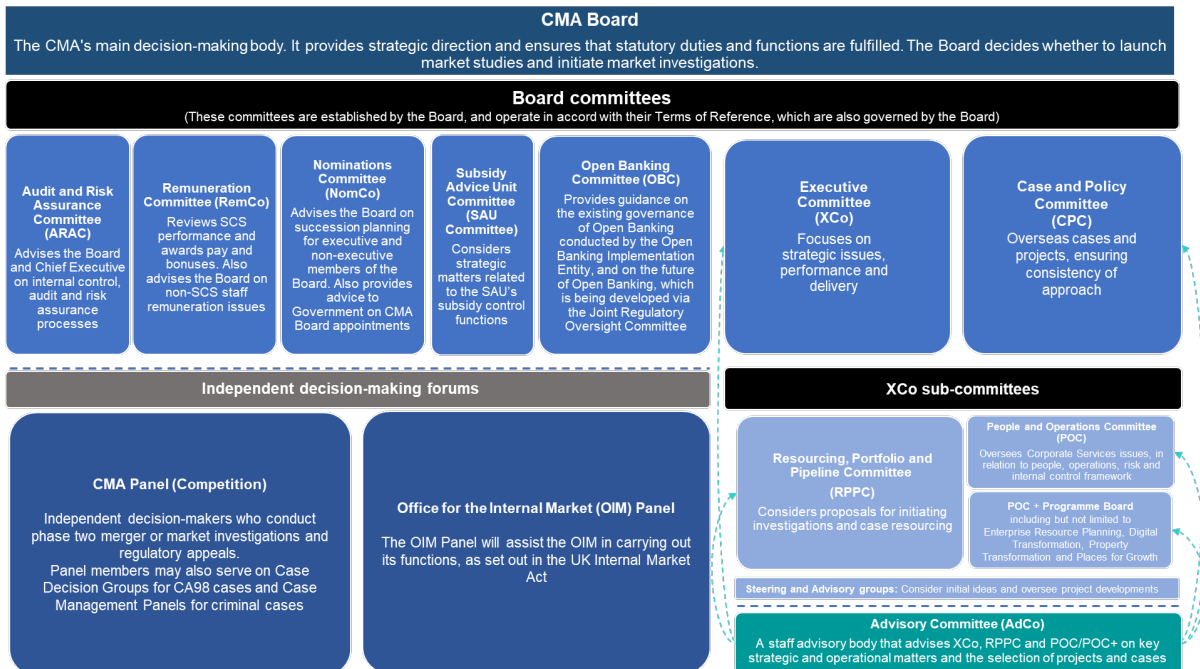 CMA Board
The CMA's main decision-making body. It provides strategic direction and ensures that statutory duties and functions are fulfilled. The Board decides whether to launch
market studies and initiate market investigations.
Board committees
(These committees are established by the Board, and operate in accord with their Terms of Reference, which are also governed by the Board)
Audit and Risk
Assurance
Committee
(ARAC)
Advises the Board
and Chief Executive
on internal control,
audit and risk
assurance
processes
Remuneration
Committee (RemCo)
Reviews SCS
performance and
awards pay and
bonuses. Also
advises the Board on
non-SCS staff
remuneration issues
Nominations
Committee
(NomCo)
Advises the Board on
succession planning
for executive and
non-executive
members of the
Board. Also provides
advice to
Government on CMA
Board appointments
Subsidy
Advice Unit
Committee
(SAU
Committee)
Considers
strategic
matters related
to the SAU's
subsidy control
functions
Open Banking
Committee (OBC)
Provides guidance on
the existing governance
of Open Banking
conducted by the Open
Banking Implementation
Entity, and on the future
of Open Banking, which
is being developed via
the Joint Regulatory
Oversight Committee
Executive
Committee
(XCo)
Focuses on
strategic issues,
performance and
delivery
Case and Policy
Committee
(CPC)
Overseas cases and
projects, ensuring
consistency of
approach
Independent decision-making forums
CMA Panel (Competition)
Independent decision-makers who conduct
phase two merger or market investigations and
regulatory appeals.
Panel members may also serve on Case
Decision Groups for CA98 cases and Case
Management Panels for criminal cases
Office for the Internal Market (OIM) Panel
The OIM Panel will assist the OIM in carrying out
its functions, as set out in the UK Internal Market
Act
XCo sub-committees
Resourcing, Portfolio and
Pipeline Committee
(RPPC)
Considers proposals for initiating
investigations and case resourcing
People and Operations Committee
(POC)
Oversees Corporate Services issues, in
relation to people, operations, risk and
internal control framework
POC + Programme Board
including but not limited to
Enterprise Resource Planning, Digital
Transformation, Property
Transformation and Places for Growth
Steering and Advisory groups: Consider initial ideas and oversee project developments
Advisory Committee (AdCo)
A staff advisory body that advises XCo, RPPC and POC/POC+ on key
strategic and operational matters and the selection of projects and cases